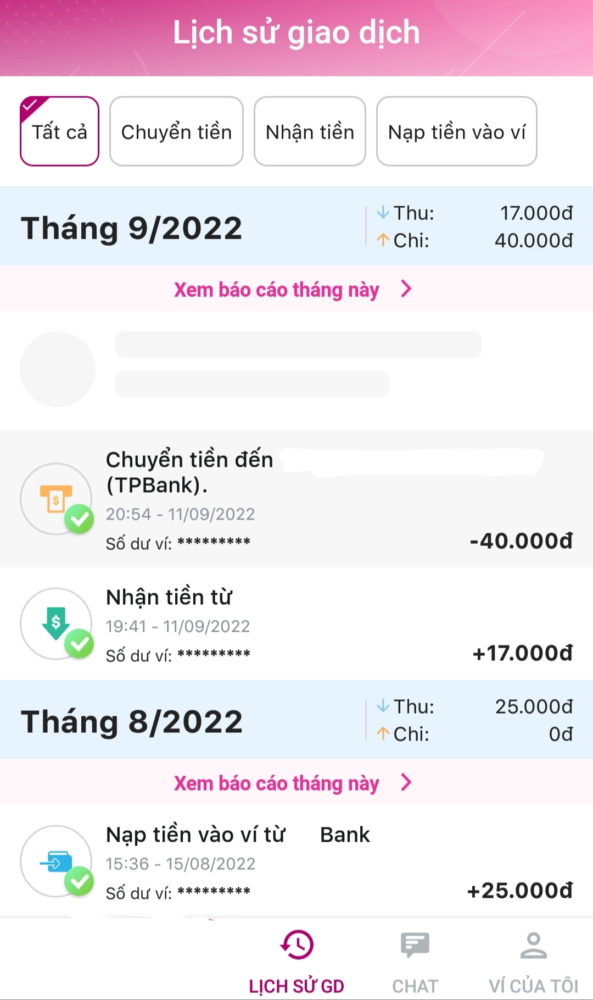 Lịch sử giao dịch
Tất cả
Chuyển tiền
Nhận tiền
Nạp tiền vào ví
Tháng 9/2022
Thu: 17.000đ
Chi: 40.000đ
Xem báo cáo tháng này
Chuyển tiền đến
(TPBank).
20:54 - 11/09/2022
Số dư ví: *********
-40.000đ
Nhận tiền từ
19:41 - 11/09/2022
Số dư ví: *********
+17.000đ
Tháng 8/2022
Thu: 25.000đ
Chi: 0đ
Xem báo cáo tháng này
Nạp tiền vào ví từ Bank
15:36 - 15/08/2022
Số dư ví: *********
+25.000đ
LỊCH SỬ GD
CHAT
VÍ CỦA TÔI